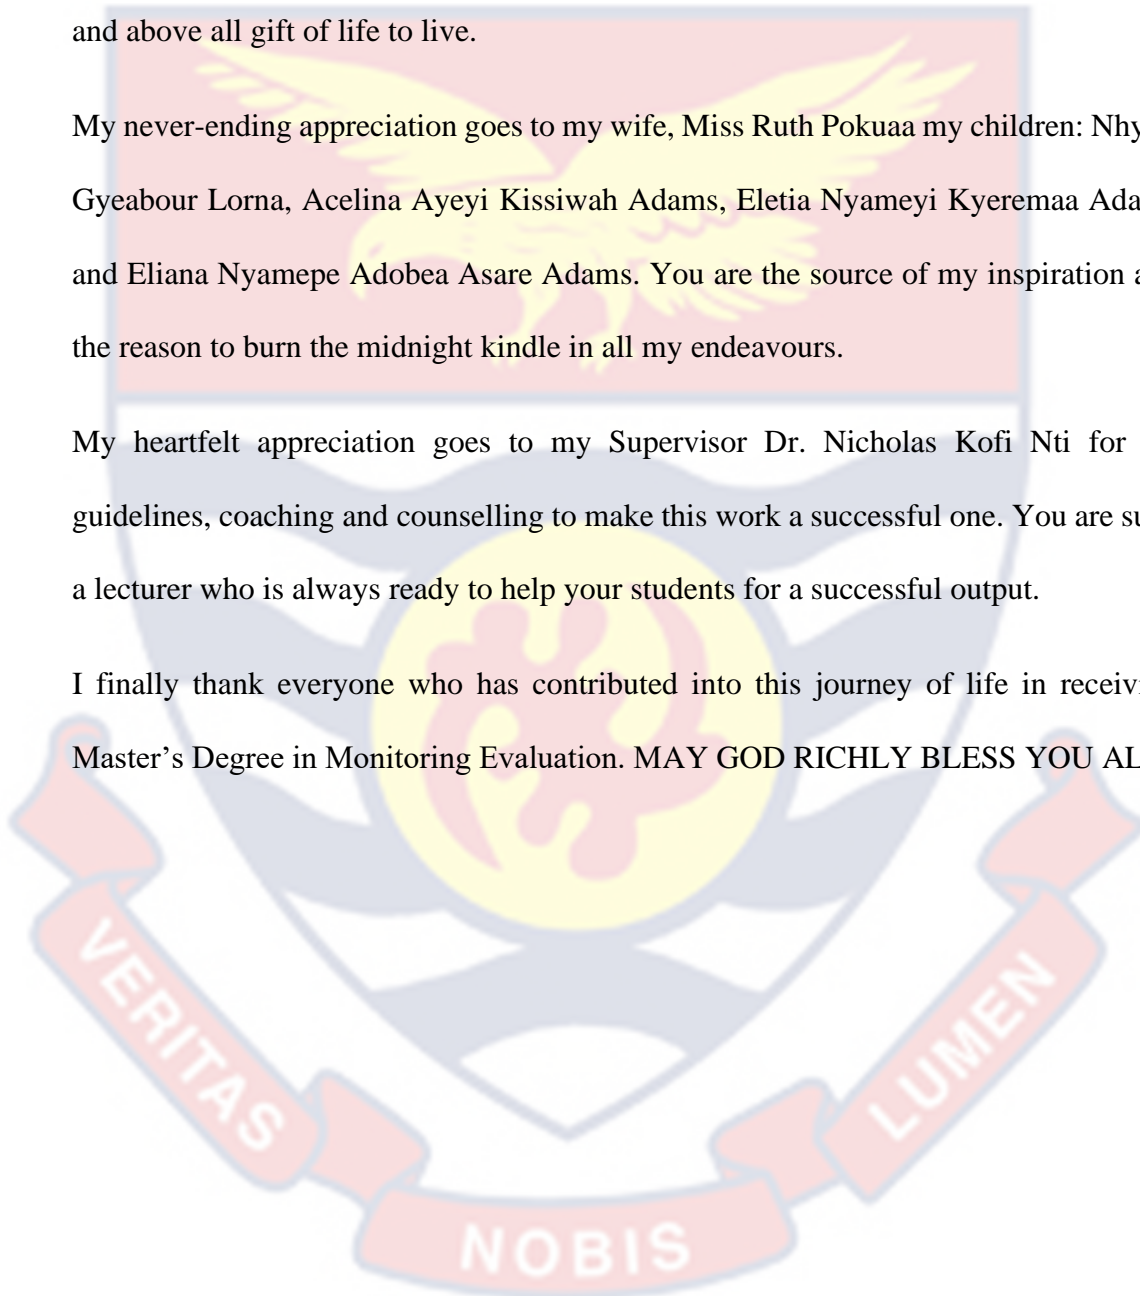 and above all gift of life to live.
My never-ending appreciation goes to my wife, Miss Ruth Pokuaa my children: Nhy
Gyeabour Lorna, Acelina Ayeyi Kissiwah Adams, Eletia Nyameyi Kyeremaa Ada
and Eliana Nyamepe Adobea Asare Adams. You are the source of my inspiration a
the reason to burn the midnight kindle in all my endeavours.
My heartfelt appreciation goes to my Supervisor Dr. Nicholas Kofi Nti for
guidelines, coaching and counselling to make this work a successful one. You are su
a lecturer who is always ready to help your students for a successful output.
I finally thank everyone who has contributed into this journey of life in receivi
Master’s Degree in Monitoring Evaluation. MAY GOD RICHLY BLESS YOU AL
VERITAS
NOBIS
LUMEN